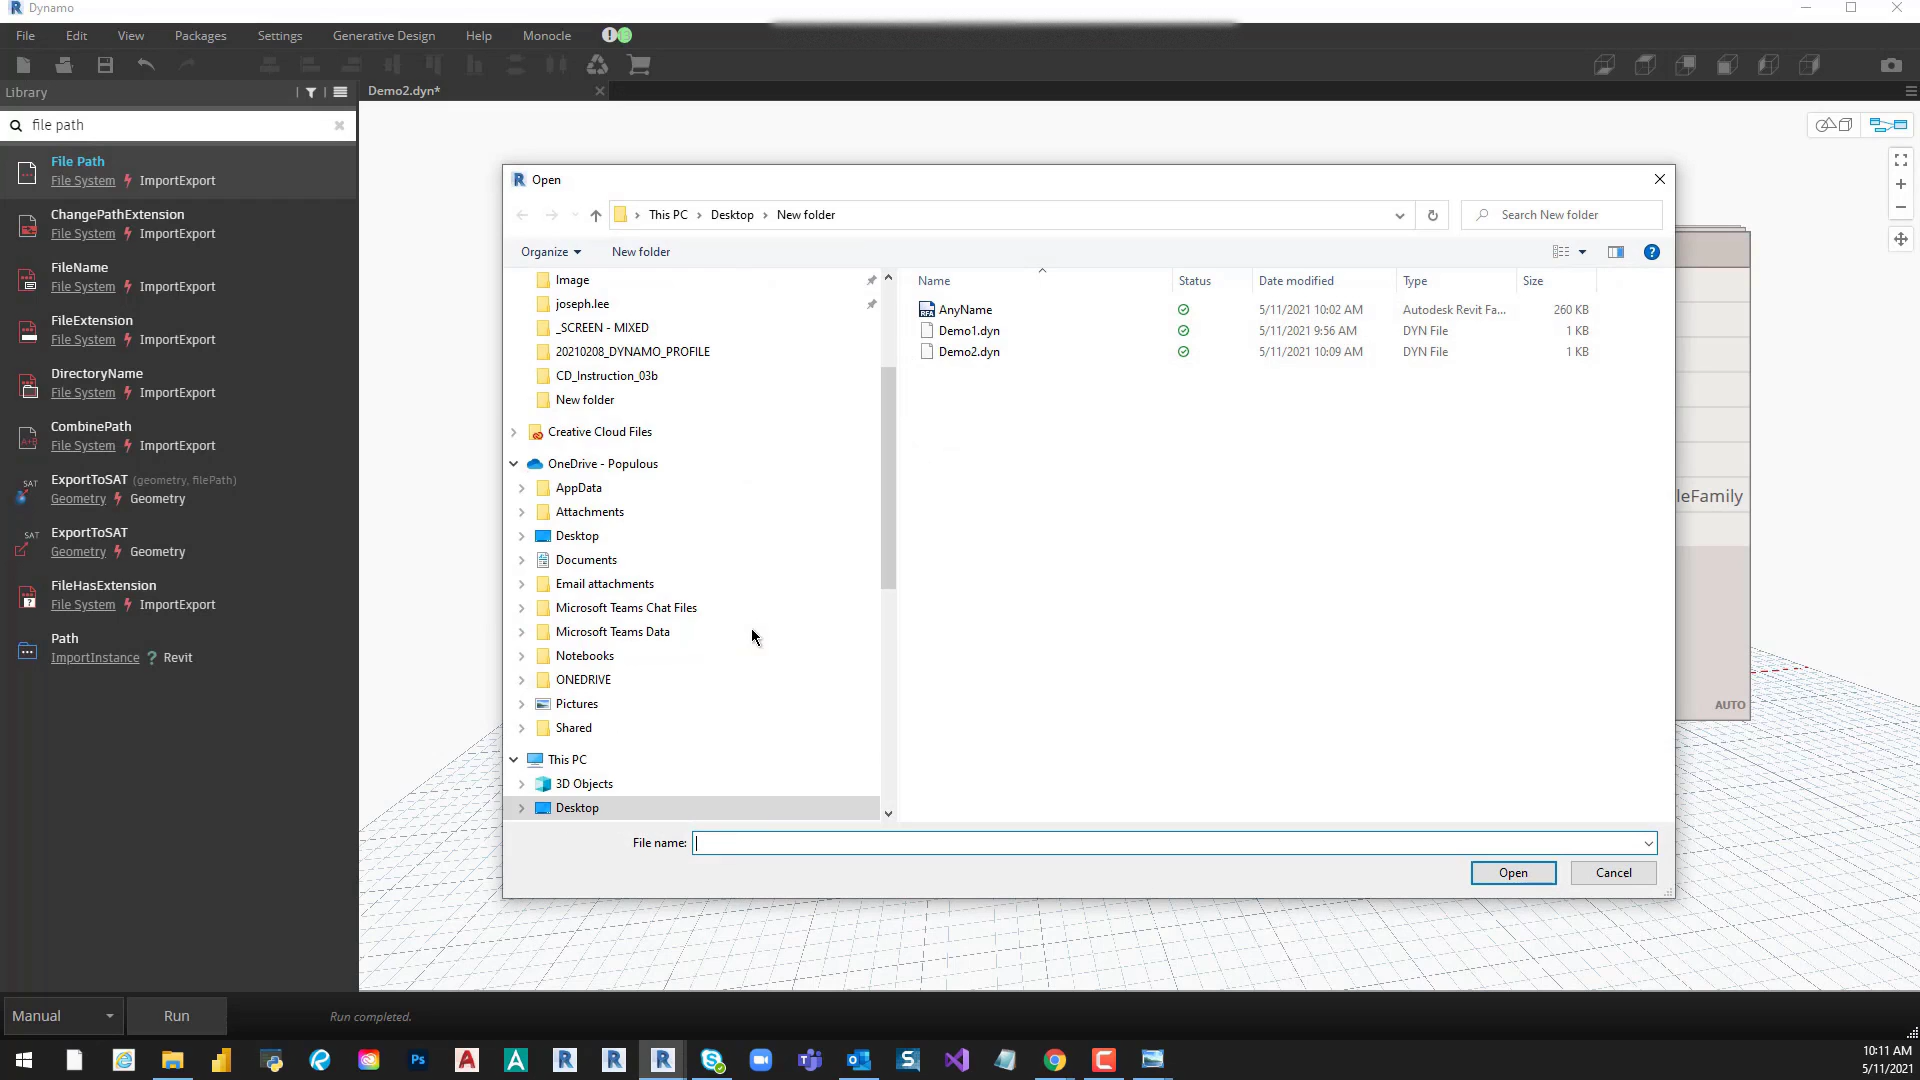 Dynamo
File Edit View Packages Settings Generative Design Help Monocle
Library
Demo2.dyn*
file path
File Path
File System ImportExport
ChangePathExtension
File System ImportExport
FileName
File System ImportExport
FileExtension
File System ImportExport
DirectoryName
File System ImportExport
CombinePath
File System ImportExport
ExportToSAT (geometry, filePath)
Geometry Geometry
ExportToSAT
Geometry Geometry
FileHasExtension
File System ImportExport
Path
ImportInstance ? Revit
Open
This PC > Desktop > New folder
Search New folder
Organize New folder
Image
joseph.lee
_SCREEN - MIXED
20210208_DYNAMO_PROFILE
CD_Instruction_03b
New folder
Creative Cloud Files
OneDrive - Populous
AppData
Attachments
Desktop
Documents
Email attachments
Microsoft Teams Chat Files
Microsoft Teams Data
Notebooks
ONEDRIVE
Pictures
Shared
This PC
3D Objects
Desktop
Name Status Date modified Type Size
AnyName 5/11/2021 10:02 AM Autodesk Revit Fa... 260 KB
Demo1.dyn 5/11/2021 9:56 AM DYN File 1 KB
Demo2.dyn 5/11/2021 10:09 AM DYN File 1 KB
File name:
Open Cancel
leFamily
AUTO
Manual Run Run completed.
10:11 AM
5/11/2021